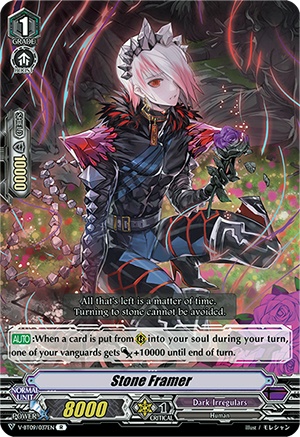 1
GRADE
BOOST
SHIELD
10000
All that's left is a matter of time.
Turning to stone cannot be avoided.
AUTO:When a card is put from into your soul during your turn,
one of your vanguards gets +10000 until end of turn.
Stone Framer
NORMAL UNIT
Dark Irregulars
POWER 8000 1 CRITICAL
Human
V-BT09/037EN R
illust / モレシャン